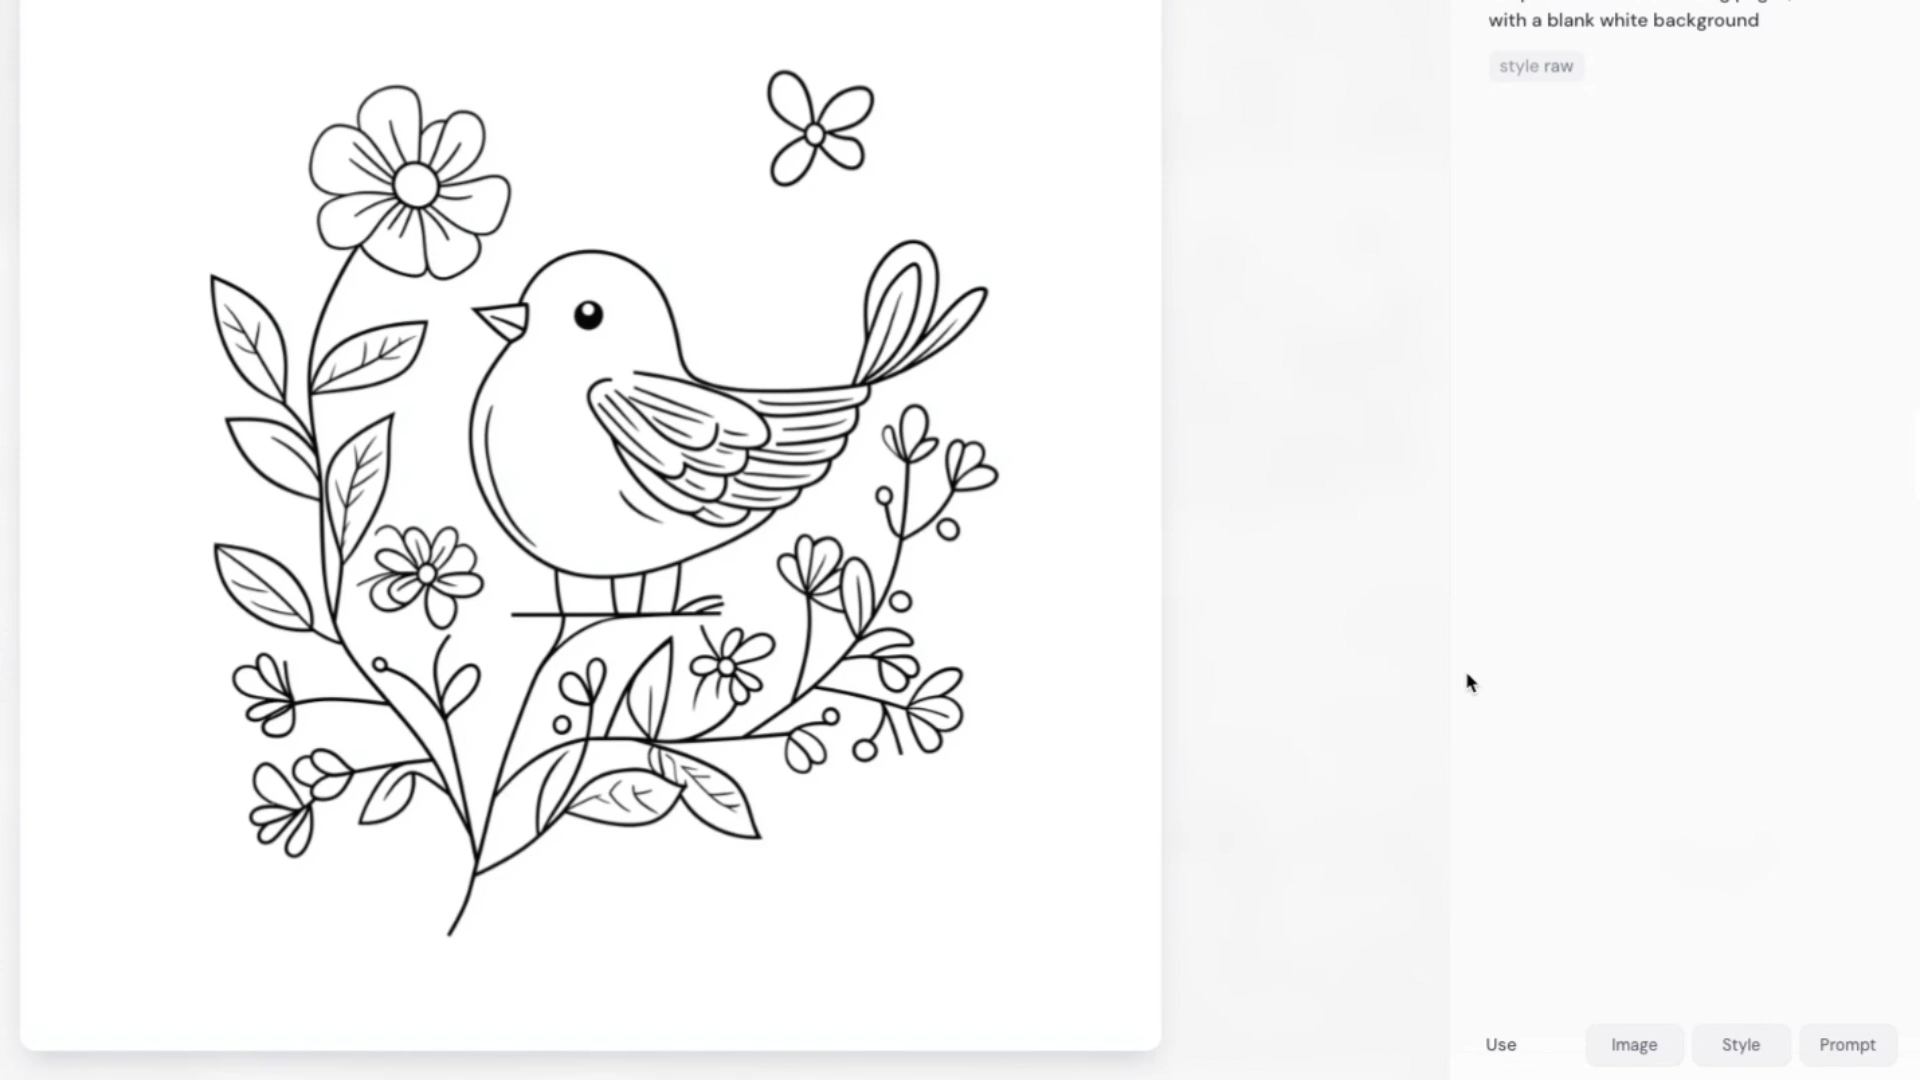 with a blank white background
style raw
Use
Image
Style
Prompt